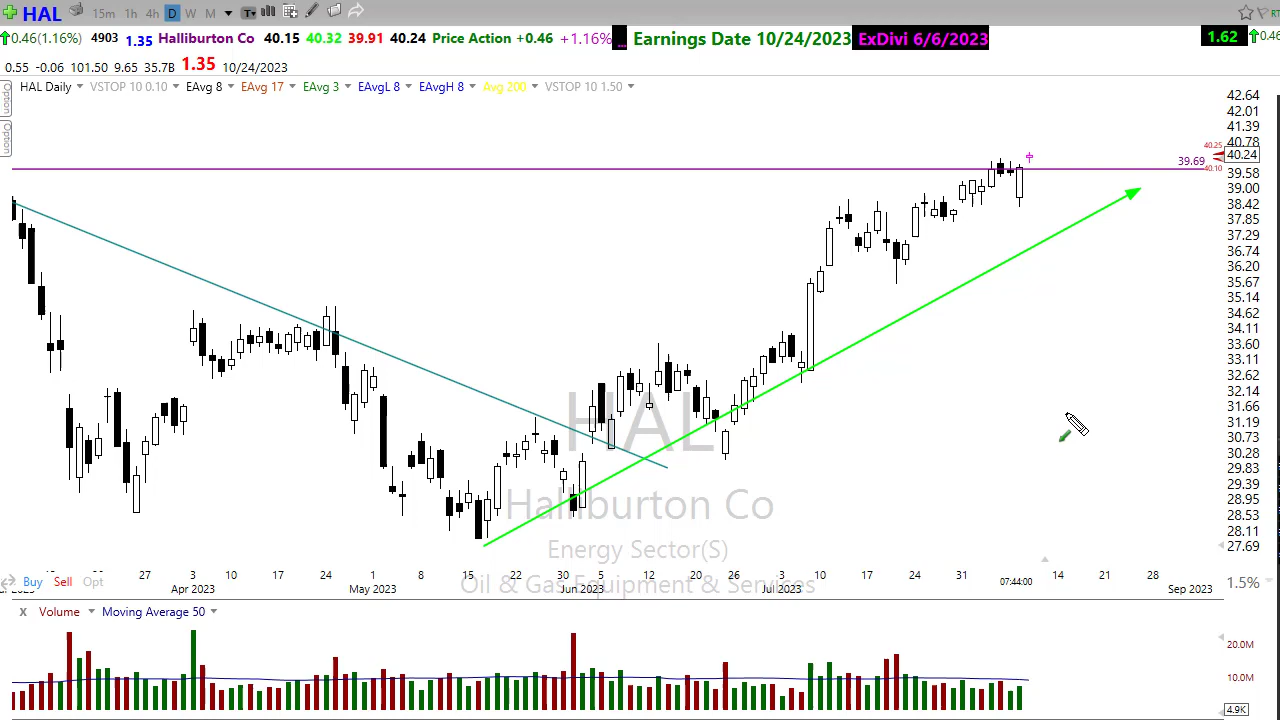 HAL 15m 1h 4h D W M T RT
0.46(1.16%) 4903 1.35 Halliburton Co 40.15 40.32 39.91 40.24 Price Action +0.46 +1.16% ... Earnings Date 10/24/2023 ExDivi 6/6/2023 1.62 0.46
0.55 -0.06 101.50 9.65 35.7B 1.35 10/24/2023
Option
Option
HAL Daily VSTOP 10 0.10 EAvg 8 EAvg 17 EAvg 3 EAvgL 8 EAvgH 8 Avg 200 VSTOP 10 1.50
42.64
42.01
41.39
40.78
40.25
40.24
39.69
40.10
39.58
39.00
38.42
37.85
37.29
36.74
36.20
35.67
35.14
34.62
34.11
33.60
33.11
32.62
32.14
31.66
31.19
30.73
30.28
29.83
29.39
28.95
28.53
28.11
27.69
HAL
Halliburton Co
Energy Sector(S)
Oil & Gas Equipment & Services
27 3 10 17 24 1 8 15 22 30 5 12 20 26 3 10 17 24 31 07:44:00 14 21 28
Buy Sell Opt 1.5%
Apr 2023 May 2023 Jun 2023 Jul 2023 Sep 2023
X Volume Moving Average 50
20.0M
10.0M
4.9K